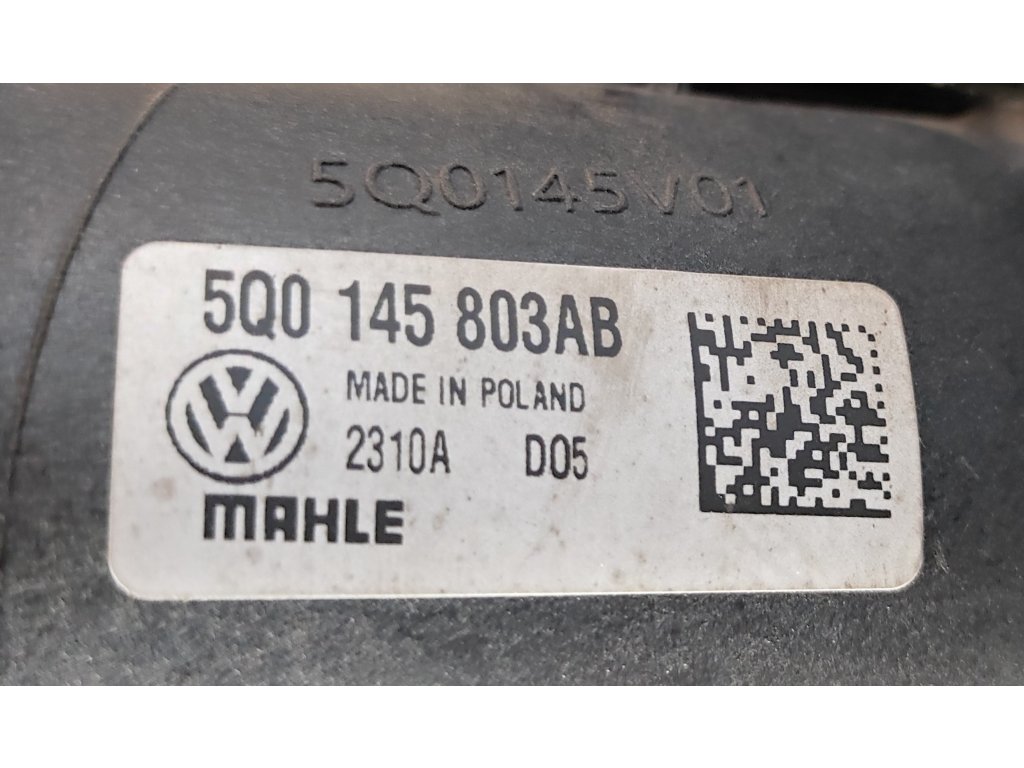 5Q0145V01
5Q0 145 803AB
MADE IN POLAND
2310A D05
MAHLE